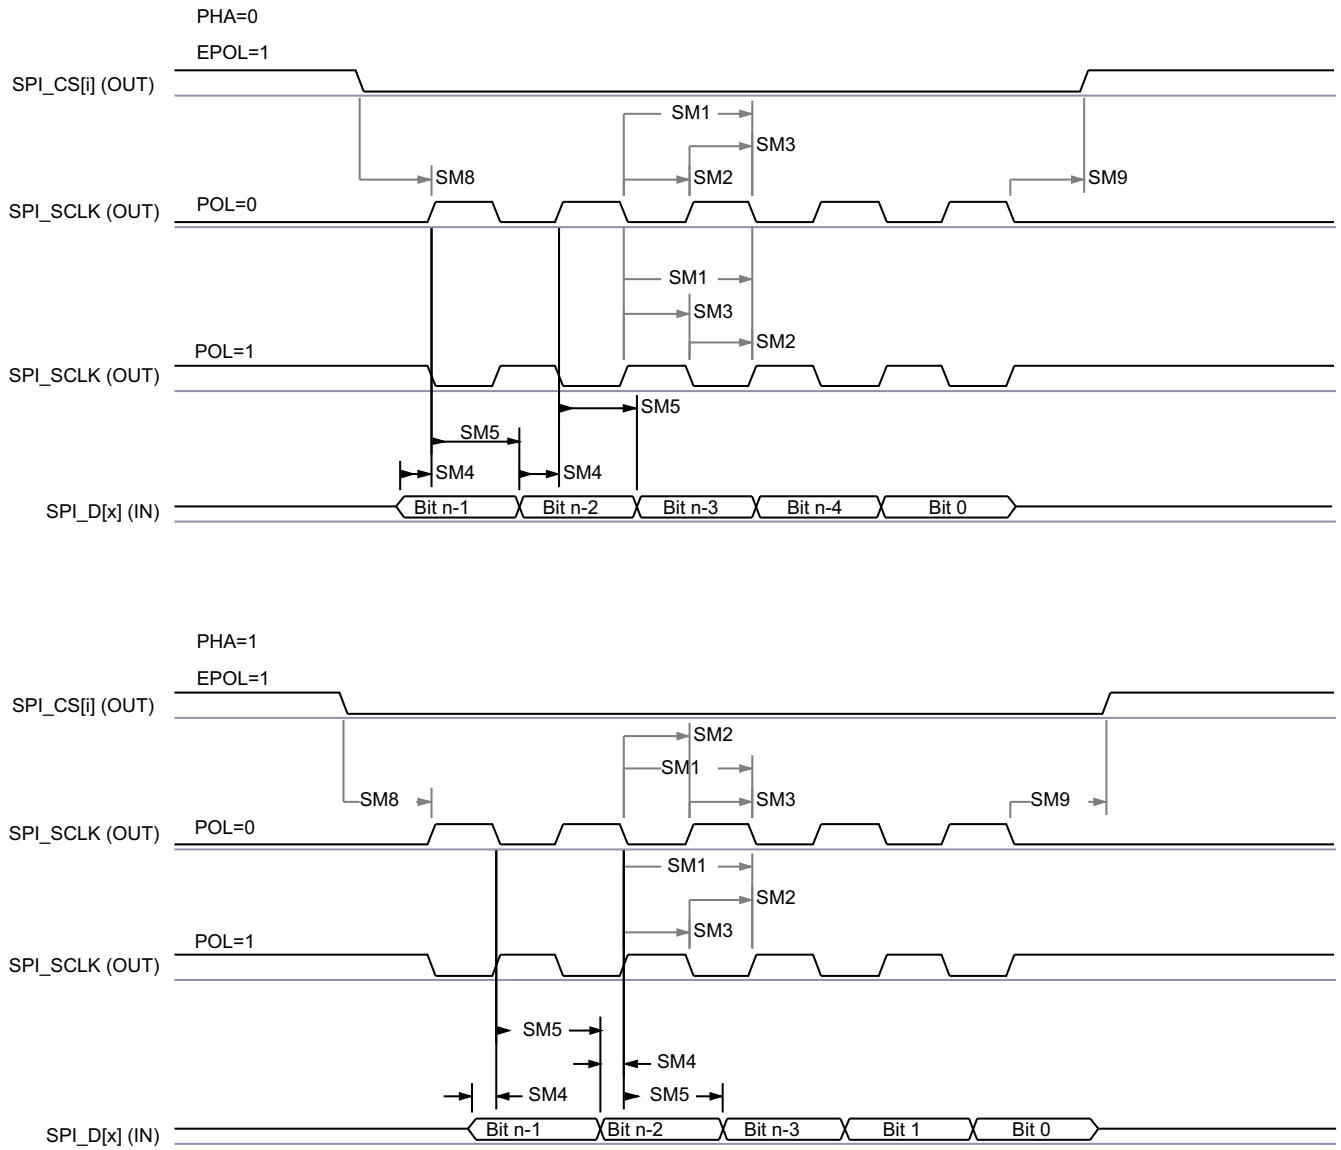 PHA=0
EPOL=1
SPI_CS[i] (OUT)
SM1
SM3
SM8
SM2
SM9
POL=0
SPI_SCLK (OUT)
SM1
SM3
SM2
POL=1
SPI_SCLK (OUT)
SM5
SM5
SM4
SM4
SPI_D[x] (IN)
Bit n-1
Bit n-2
Bit n-3
Bit n-4
Bit 0
PHA=1
EPOL=1
SPI_CS[i] (OUT)
SM2
SM1
SM8
SM3
SM9
POL=0
SPI_SCLK (OUT)
SM1
SM2
SM3
POL=1
SPI_SCLK (OUT)
SM5
SM4
SM4
SM5
SPI_D[x] (IN)
Bit n-1
Bit n-2
Bit n-3
Bit 1
Bit 0